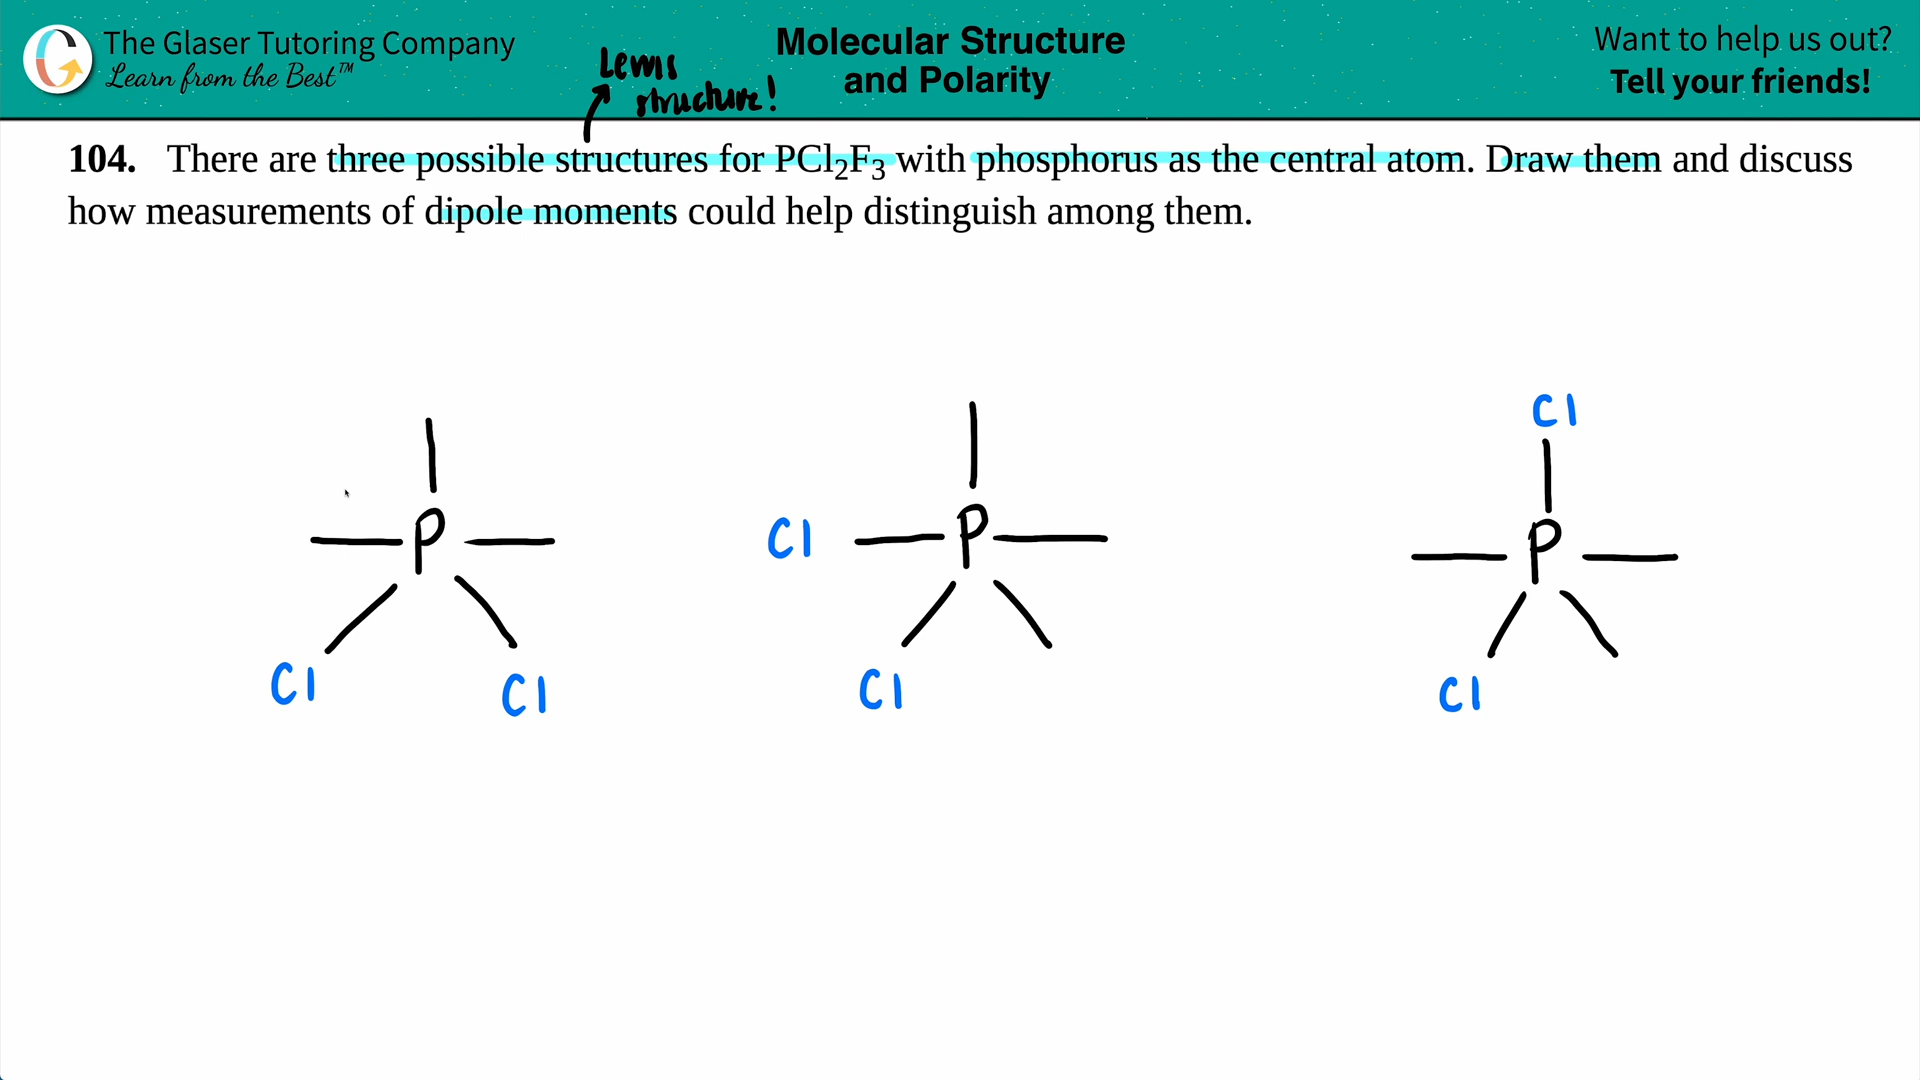 The Glaser Tutoring Company
Learn from the Best™
Lewis
structure!
Molecular Structure
and Polarity
Want to help us out?
Tell your friends!
104. There are three possible structures for PCl₂F₃ with phosphorus as the central atom. Draw them and discuss
how measurements of dipole moments could help distinguish among them.
P
Cl
Cl
Cl
P
Cl
Cl
P
Cl